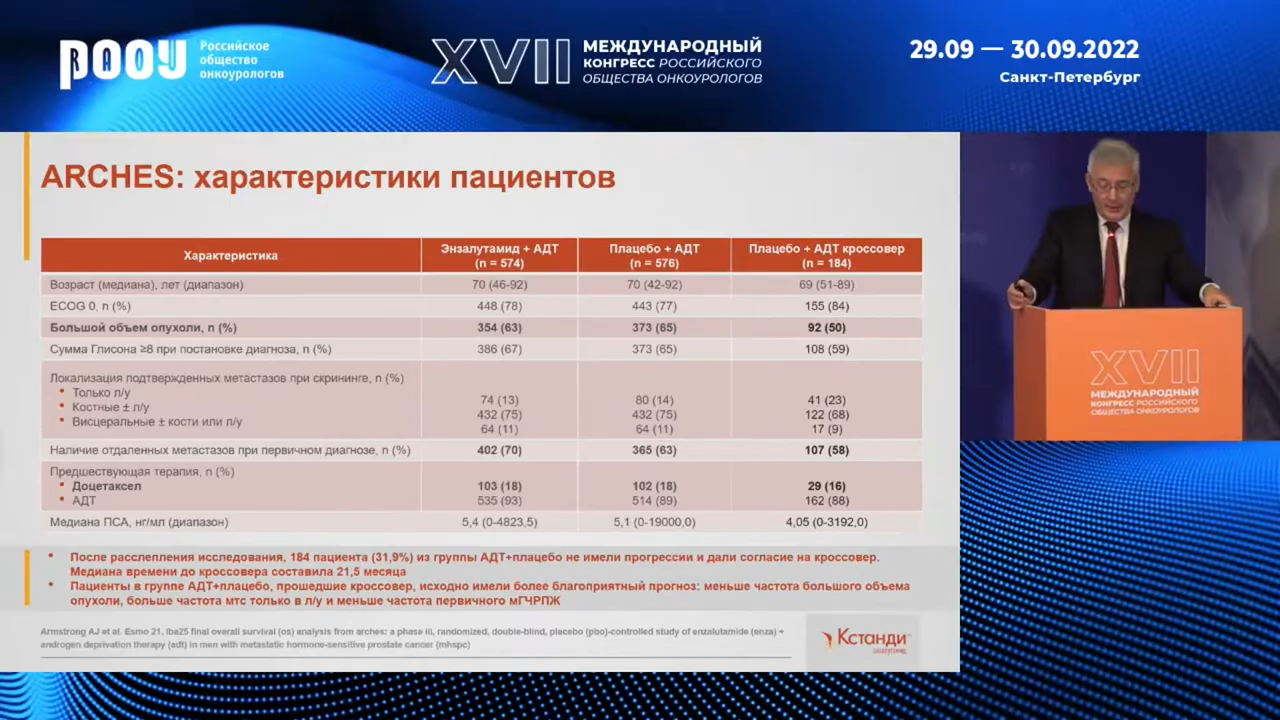 РООУ
RAOU
Российское
общество
онкоурологов
XVII
МЕЖДУНАРОДНЫЙ
КОНГРЕСС РОССИЙСКОГО
ОБЩЕСТВА ОНКОУРОЛОГОВ
29.09 — 30.09.2022
Санкт-Петербург
ARCHES: характеристики пациентов
Характеристика Энзалутамид + АДТ (n = 574) Плацебо + АДТ (n = 576) Плацебо + АДТ кроссовер (n = 184)
Возраст (медиана), лет (диапазон) 70 (46-92) 70 (42-92) 69 (51-89)
ECOG 0, n (%) 448 (78) 443 (77) 155 (84)
Большой объем опухоли, n (%) 354 (63) 373 (65) 92 (50)
Сумма Глисона ≥8 при постановке диагноза, n (%) 386 (67) 373 (65) 108 (59)
Локализация подтвержденных метастазов при скрининге, n (%)
• Только л/у 74 (13) 80 (14) 41 (23)
• Костные ± л/у 432 (75) 432 (75) 122 (68)
• Висцеральные ± кости или л/у 64 (11) 64 (11) 17 (9)
Наличие отдаленных метастазов при первичном диагнозе, n (%) 402 (70) 365 (63) 107 (58)
Предшествующая терапия, n (%)
• Доцетаксел 103 (18) 102 (18) 29 (16)
• АДТ 535 (93) 514 (89) 162 (88)
Медиана ПСА, нг/мл (диапазон) 5,4 (0-4823,5) 5,1 (0-19000,0) 4,05 (0-3192,0)
• После расслепления исследования, 184 пациента (31,9%) из группы АДТ+плацебо не имели прогрессии и дали согласие на кроссовер.
Медиана времени до кроссовера составила 21,5 месяца
• Пациенты в группе АДТ+плацебо, прошедшие кроссовер, исходно имели более благоприятный прогноз: меньше частота большого объема
опухоли, больше частота мтс только в л/у и меньше частота первичного мГЧРПЖ
Armstrong AJ et al. Esmo 21, lba25 final overall survival (os) analysis from arches: a phase iii, randomized, double-blind, placebo (pbo)-controlled study of enzalutamide (enza) +
androgen deprivation therapy (adt) in men with metastatic hormone-sensitive prostate cancer (mhspc)
Кстанди
XVII
МЕЖДУНАРОДНЫЙ
КОНГРЕСС РОССИЙСКОГО
ОБЩЕСТВА ОНКОУРОЛОГОВ